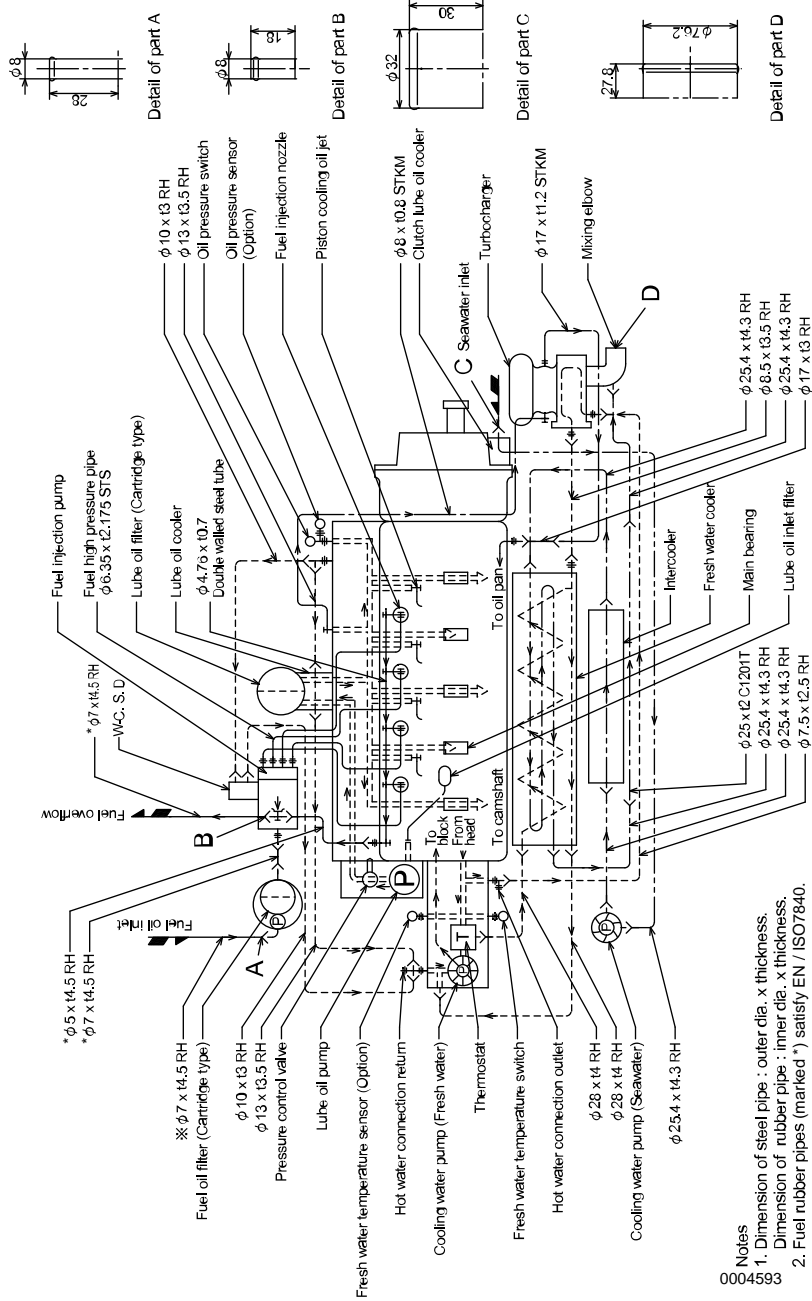 φ8
28
Detail of part A
φ8
18
Detail of part B
φ32
30
Detail of part C
27.8
φ76.2
Detail of part D
φ10 x t3 RH
φ13 x t3.5 RH
Oil pressure switch
Oil pressure sensor
(Option)
Fuel injection nozzle
Piston cooling oil jet
φ8 x t0.8 STKM
Clutch lube oil cooler
C Seawater inlet
Turbocharger
φ17 x t1.2 STKM
Mixing elbow
D
Fuel injection pump
Fuel high pressure pipe
φ6.35 x t2.175 STS
Lube oil filter (Cartridge type)
Lube oil cooler
φ4.76 x t0.7
Double walled steel tube
* φ7 x t4.5 RH
W-C. S. D
Fuel overflow
B
Fuel oil inlet
A
P
P
To oil pan
To camshaft
To
block
From
head
T
P
P
* φ5 x t4.5 RH
* φ7 x t4.5 RH
※ φ7 x t4.5 RH
Fuel oil filter (Cartridge type)
φ10 x t3 RH
φ13 x t3.5 RH
Pressure control valve
Lube oil pump
Fresh water temperature sensor (Option)
Hot water connection return
Cooling water pump (Fresh water)
Thermostat
Fresh water temperature switch
Hot water connection outlet
φ28 x t4 RH
φ28 x t4 RH
Cooling water pump (Seawater)
φ25.4 x t4.3 RH
φ25.4 x t4.3 RH
φ8.5 x t3.5 RH
φ25.4 x t4.3 RH
φ17 x t3 RH
Intercooler
Fresh water cooler
Main bearing
Lube oil inlet filter
φ25 x t2 C1201T
φ25.4 x t4.3 RH
φ25.4 x t4.3 RH
φ7.5 x t2.5 RH
Notes
1. Dimension of steel pipe : outer dia. x thickness.
Dimension of rubber pipe : inner dia. x thickness.
2. Fuel rubber pipes (marked *) satisfy EN / ISO7840.
0004593